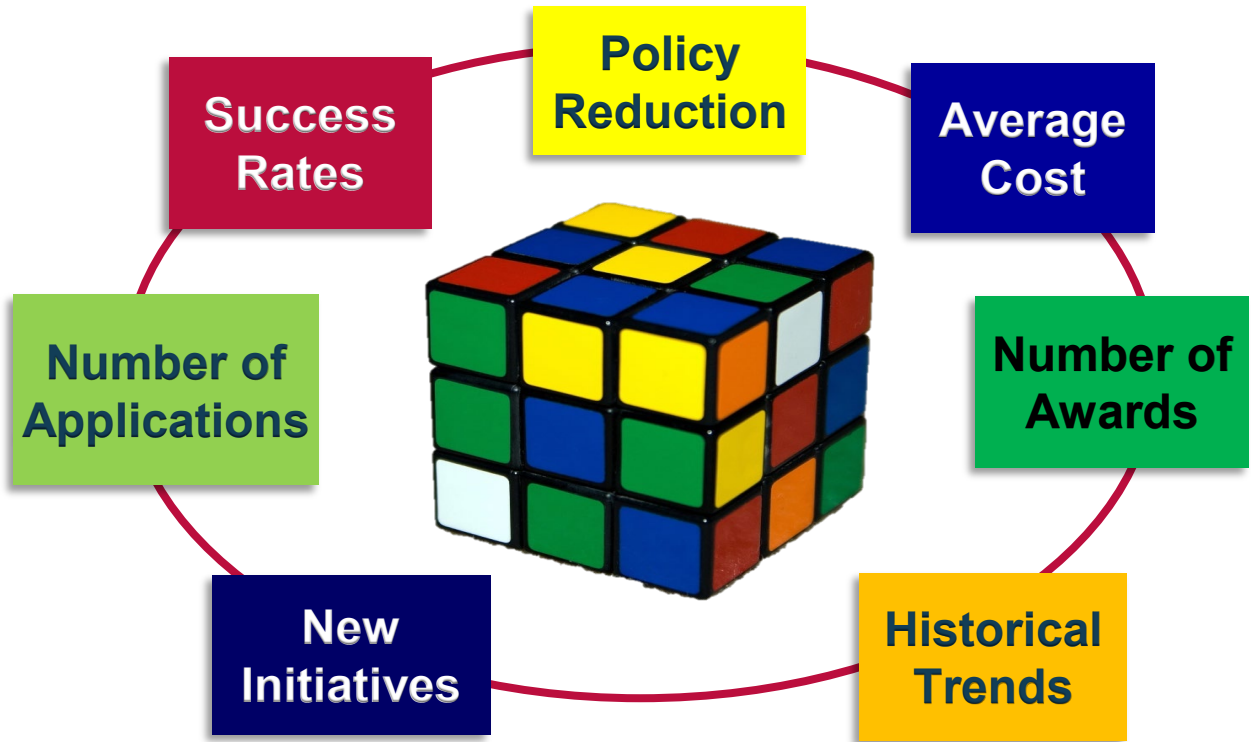 Policy
Reduction
Success
Rates
Average
Cost
Number of
Applications
Number of
Awards
New
Initiatives
Historical
Trends